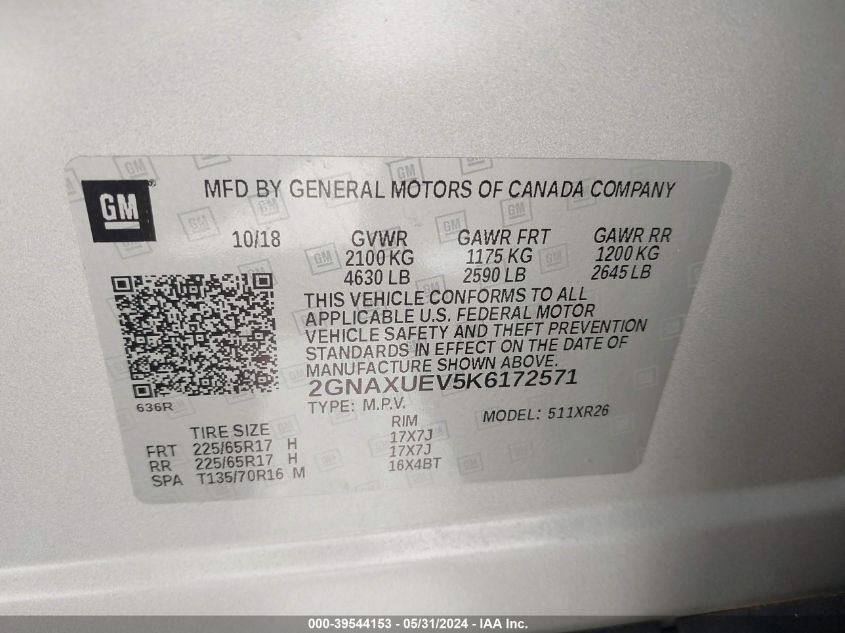 GM
MFD BY GENERAL MOTORS OF CANADA COMPANY
10/18 GVWR GAWR FRT GAWR RR
2100 KG 1175 KG 1200 KG
4630 LB 2590 LB 2645 LB
THIS VEHICLE CONFORMS TO ALL
APPLICABLE U.S. FEDERAL MOTOR
VEHICLE SAFETY AND THEFT PREVENTION
STANDARDS IN EFFECT ON THE DATE OF
MANUFACTURE SHOWN ABOVE.
2GNAXUEV5K6172571
636R
TYPE: M.P.V. MODEL: 511XR26
TIRE SIZE RIM
FRT 225/65R17 H 17X7J
RR 225/65R17 H 17X7J
SPA T135/70R16 M 16X4BT
000-39544153 - 05/31/2024 - IAA Inc.